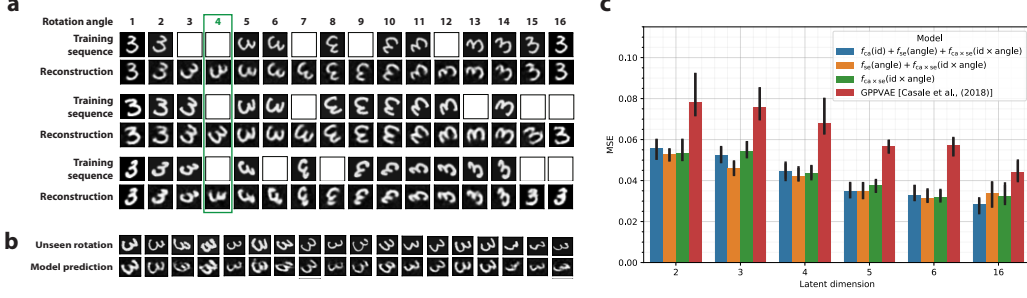 a
Rotation angle 1 2 3 4 5 6 7 8 9 10 11 12 13 14 15 16
Training
sequence
Reconstruction
Training
sequence
Reconstruction
Training
sequence
Reconstruction
b
Unseen rotation
Model prediction
c
Model
f_ca(id) + f_se(angle) + f_ca×se(id × angle)
f_se(angle) + f_ca×se(id × angle)
f_ca×se(id × angle)
GPPVAE [Casale et al., (2018)]
0.10
0.08
0.06
0.04
0.02
0.00
MSE
2 3 4 5 6 16
Latent dimension